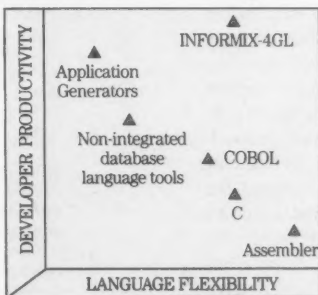 INFORMIX-4GL
Application
Generators
Non-integrated
database
language tools
COBOL
C
Assembler
DEVELOPER PRODUCTIVITY
LANGUAGE FLEXIBILITY